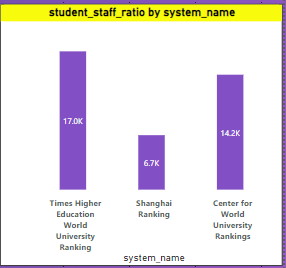 student_staff_ratio by system_name
17.0K
6.7K
14.2K
Times Higher
Education
World
University
Ranking
Shanghai
Ranking
Center for
World
University
Rankings
system_name